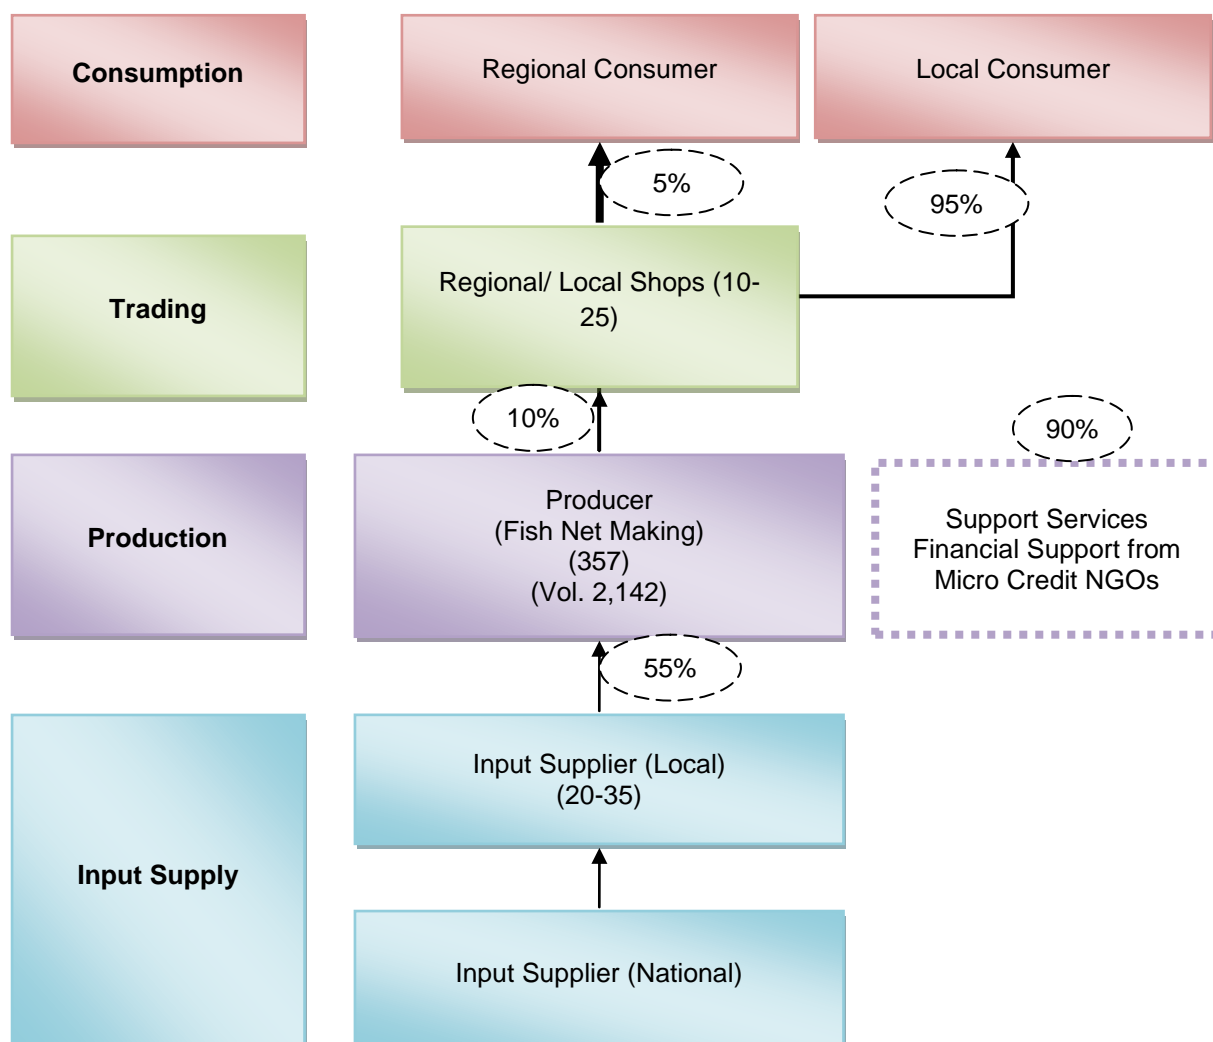 Consumption
Regional Consumer
Local Consumer
5%
95%
Trading
Regional/ Local Shops (10-
25)
10%
90%
Production
Producer
(Fish Net Making)
(357)
(Vol. 2,142)
Support Services
Financial Support from
Micro Credit NGOs
55%
Input Supply
Input Supplier (Local)
(20-35)
Input Supplier (National)